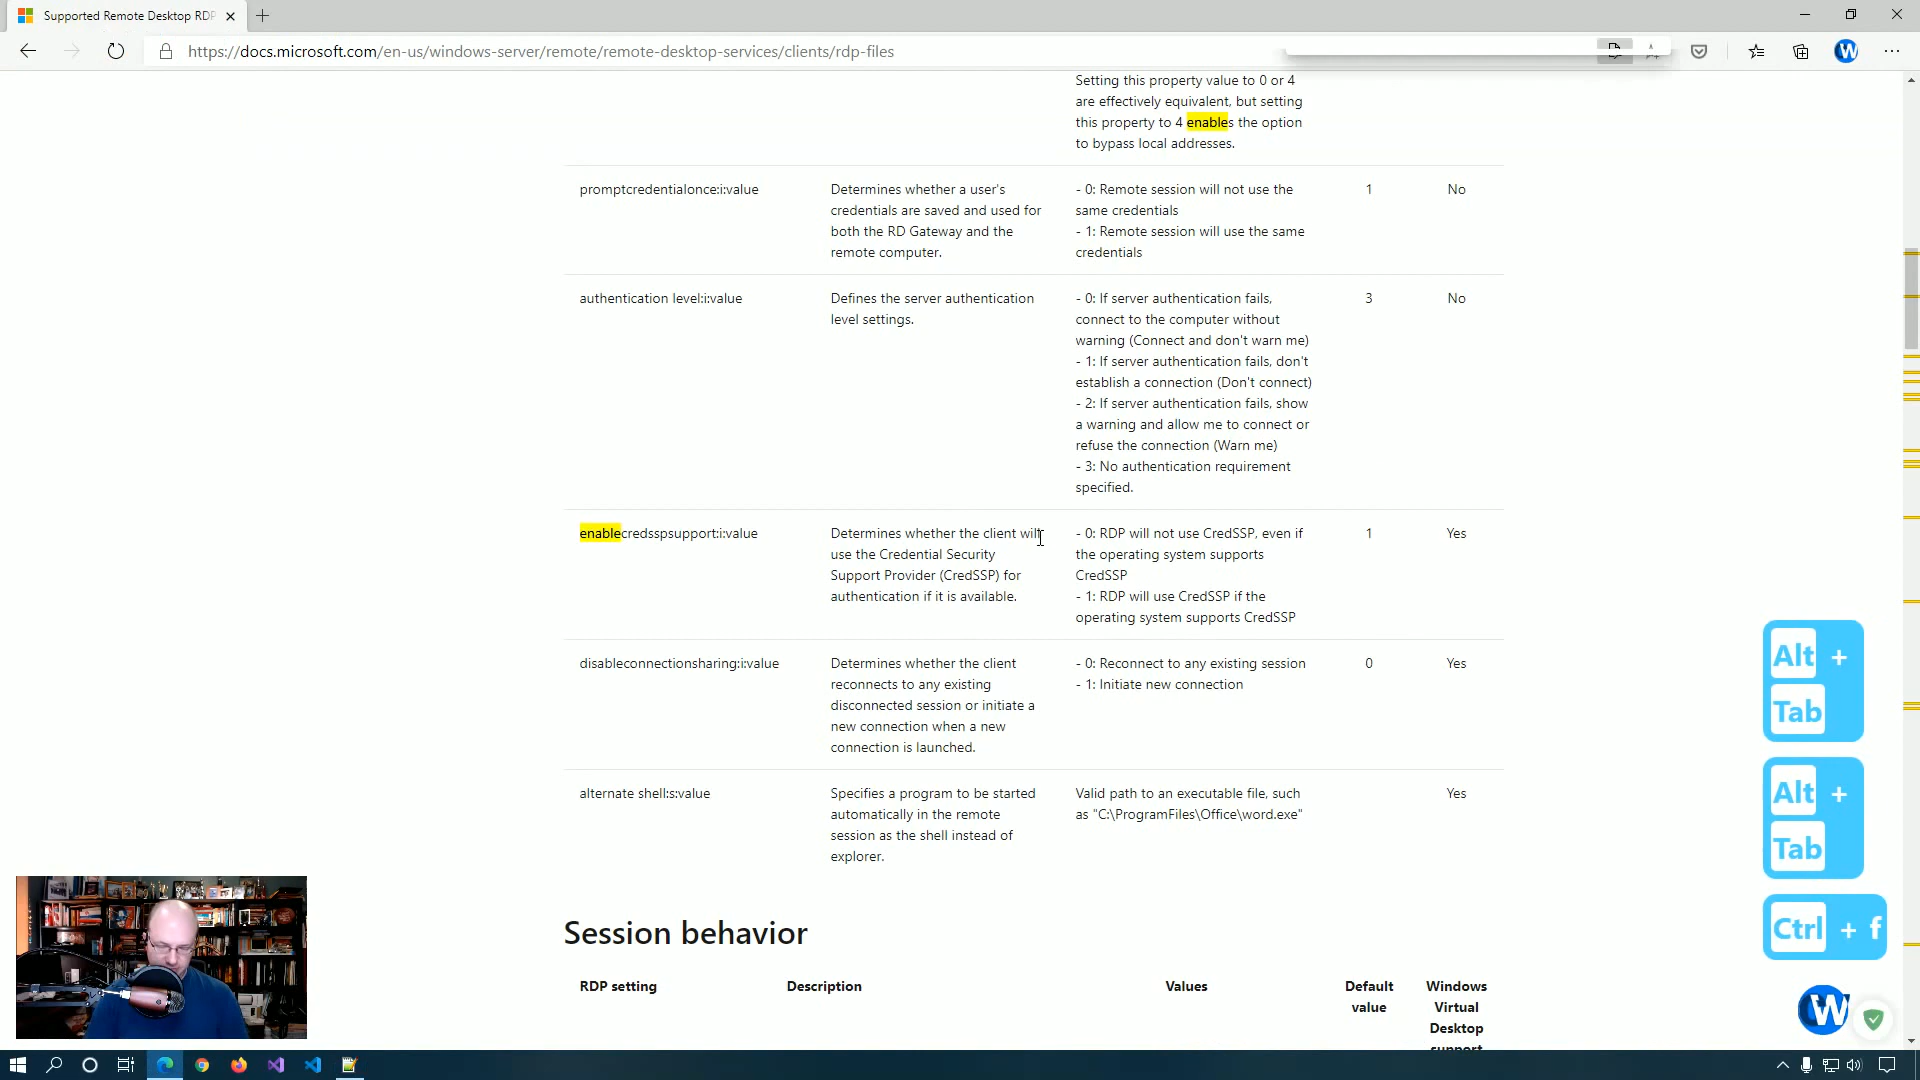 Supported Remote Desktop RDP
https://docs.microsoft.com/en-us/windows-server/remote/remote-desktop-services/clients/rdp-files
Setting this property value to 0 or 4
are effectively equivalent, but setting
this property to 4 enables the option
to bypass local addresses.
promptcredentialonce:i:value
Determines whether a user's
credentials are saved and used for
both the RD Gateway and the
remote computer.
- 0: Remote session will not use the
same credentials
- 1: Remote session will use the same
credentials
1
No
authentication level:i:value
Defines the server authentication
level settings.
- 0: If server authentication fails,
connect to the computer without
warning (Connect and don't warn me)
- 1: If server authentication fails, don't
establish a connection (Don't connect)
- 2: If server authentication fails, show
a warning and allow me to connect or
refuse the connection (Warn me)
- 3: No authentication requirement
specified.
3
No
enablecredsspsupport:i:value
Determines whether the client will
use the Credential Security
Support Provider (CredSSP) for
authentication if it is available.
- 0: RDP will not use CredSSP, even if
the operating system supports
CredSSP
- 1: RDP will use CredSSP if the
operating system supports CredSSP
1
Yes
disableconnectionsharing:i:value
Determines whether the client
reconnects to any existing
disconnected session or initiate a
new connection when a new
connection is launched.
- 0: Reconnect to any existing session
- 1: Initiate new connection
0
Yes
alternate shell:s:value
Specifies a program to be started
automatically in the remote
session as the shell instead of
explorer.
Valid path to an executable file, such
as "C:\ProgramFiles\Office\word.exe"
Yes
Session behavior
RDP setting
Description
Values
Default
value
Windows
Virtual
Desktop
support
Alt +
Tab
Alt +
Tab
Ctrl + f
W